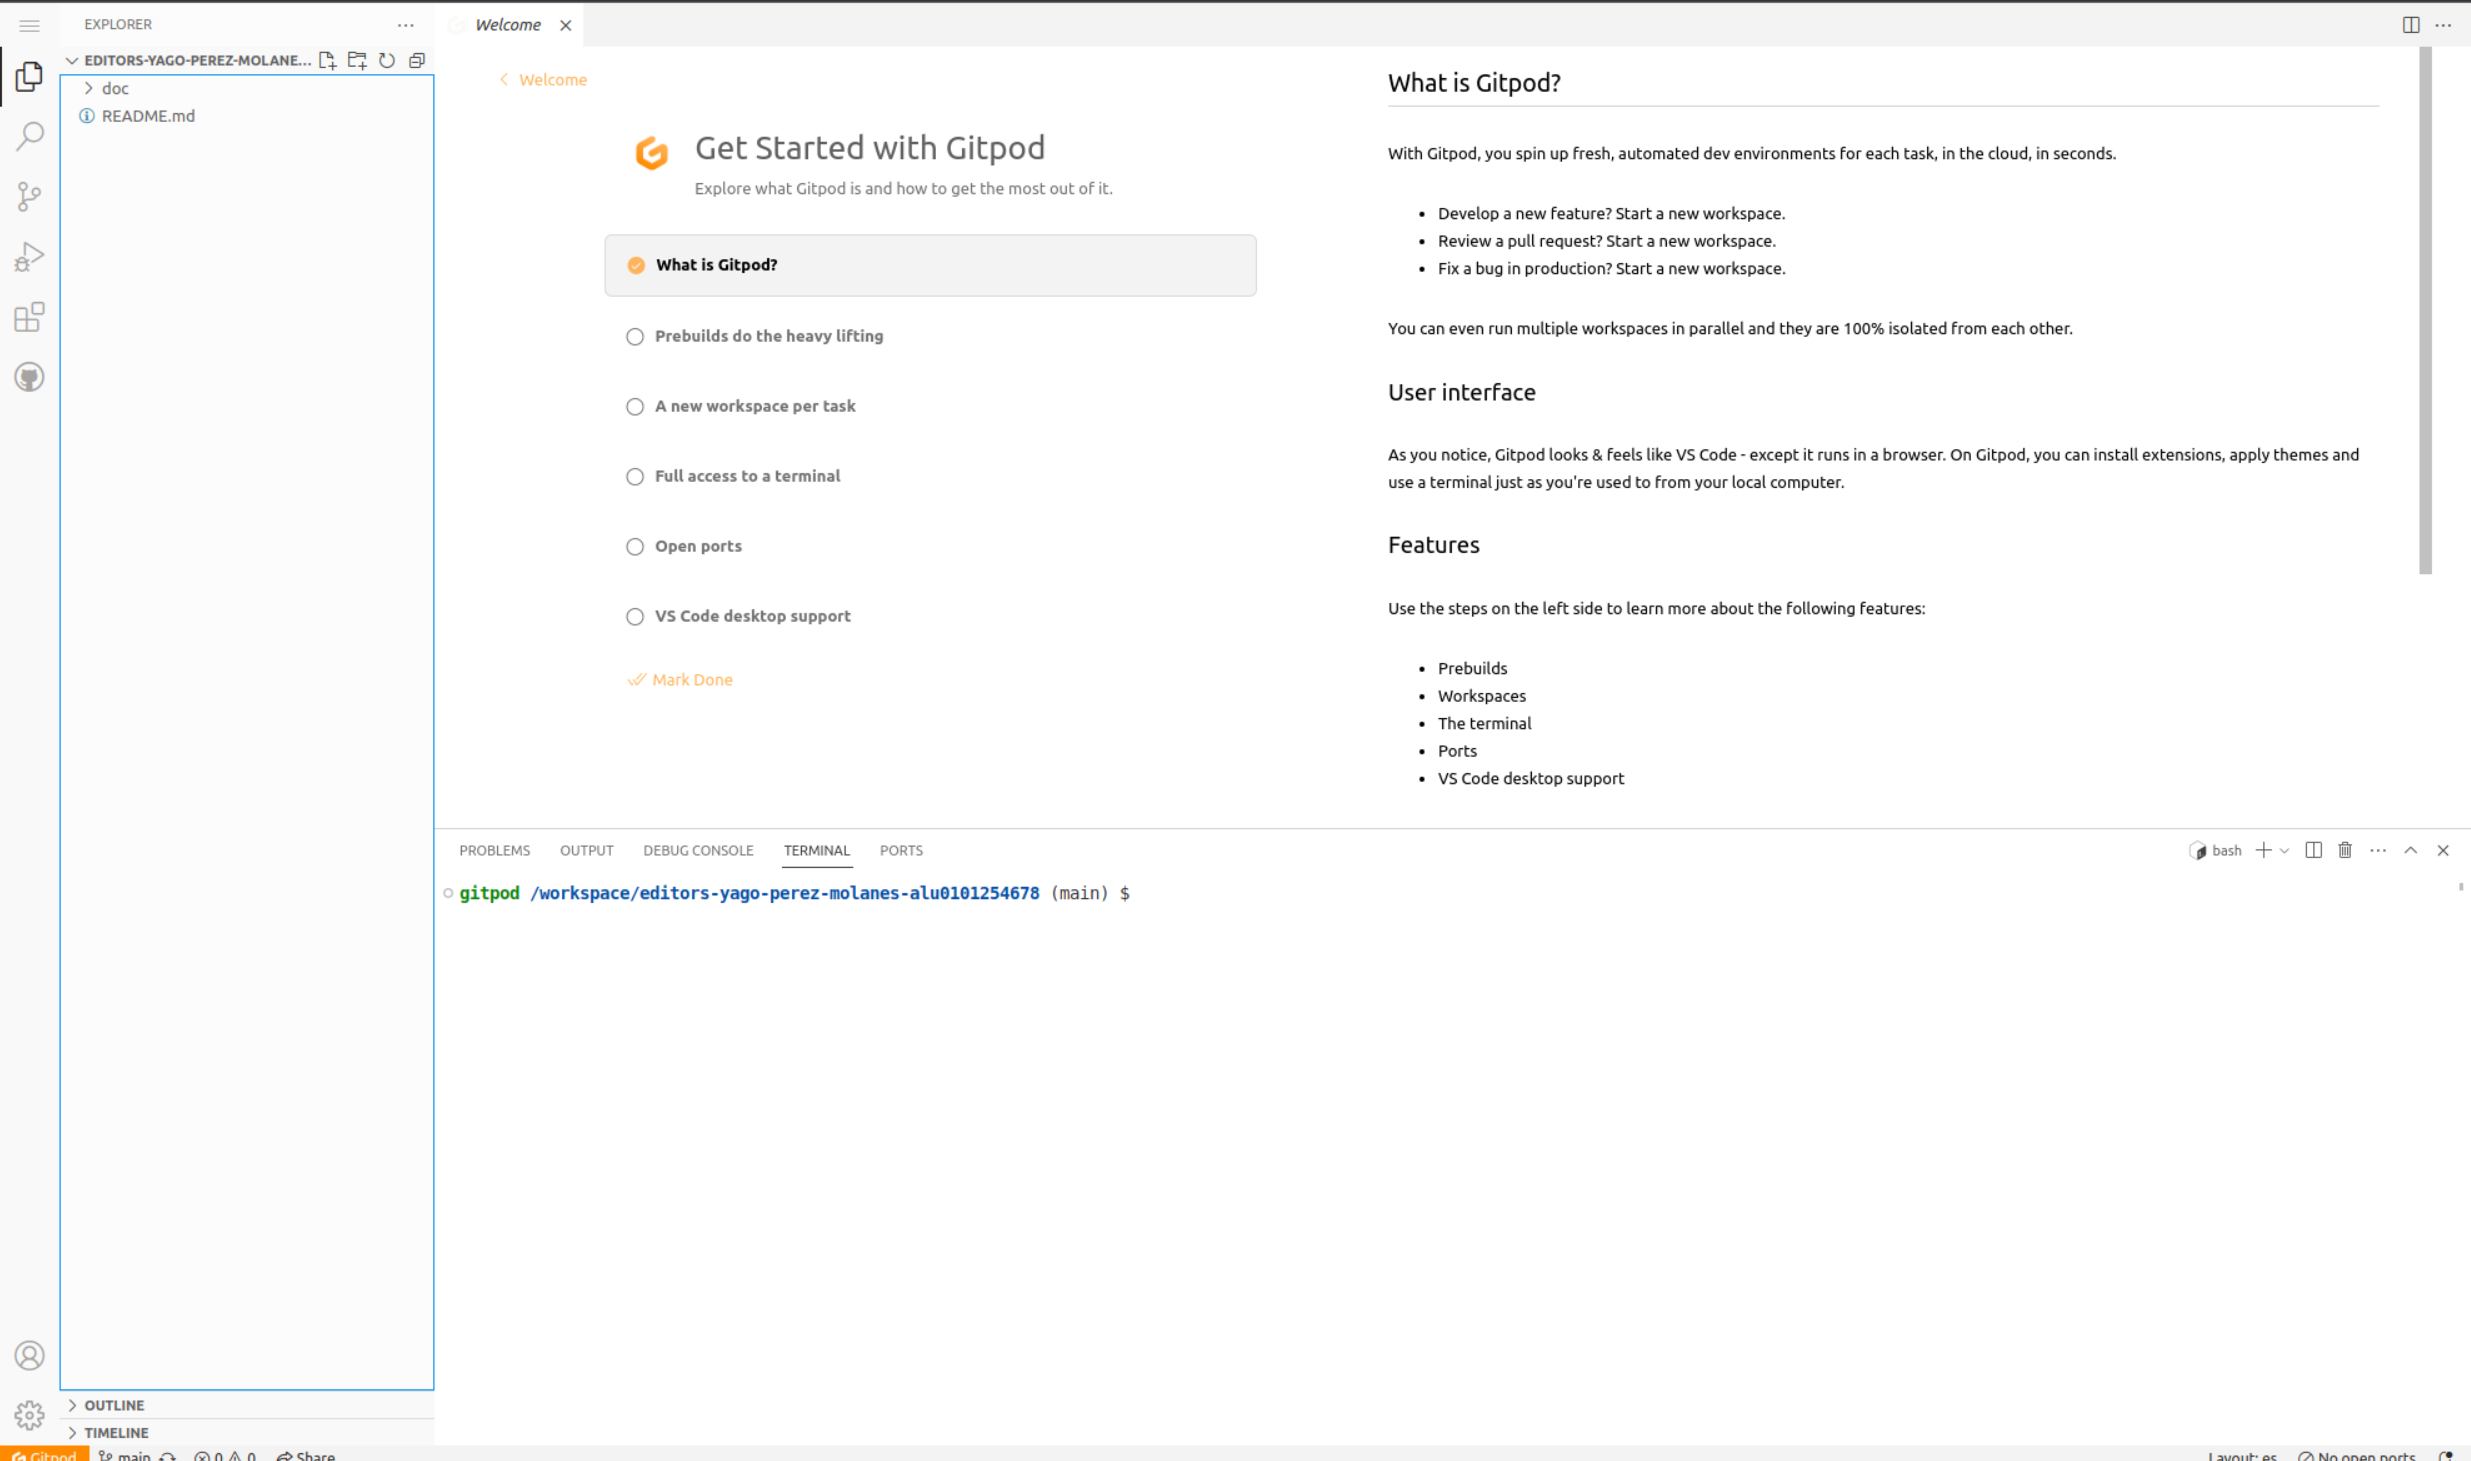 EXPLORER
EDITORS-YAGO-PEREZ-MOLANE...
doc
README.md
OUTLINE
TIMELINE
Welcome
Welcome
Get Started with Gitpod
Explore what Gitpod is and how to get the most out of it.
What is Gitpod?
Prebuilds do the heavy lifting
A new workspace per task
Full access to a terminal
Open ports
VS Code desktop support
Mark Done
What is Gitpod?
With Gitpod, you spin up fresh, automated dev environments for each task, in the cloud, in seconds.
• Develop a new feature? Start a new workspace.
• Review a pull request? Start a new workspace.
• Fix a bug in production? Start a new workspace.
You can even run multiple workspaces in parallel and they are 100% isolated from each other.
User interface
As you notice, Gitpod looks & feels like VS Code - except it runs in a browser. On Gitpod, you can install extensions, apply themes and
use a terminal just as you're used to from your local computer.
Features
Use the steps on the left side to learn more about the following features:
• Prebuilds
• Workspaces
• The terminal
• Ports
• VS Code desktop support
PROBLEMS OUTPUT DEBUG CONSOLE TERMINAL PORTS
bash
gitpod /workspace/editors-yago-perez-molanes-alu0101254678 (main) $
Gitpod main 0 0 Share Layout: es No open ports